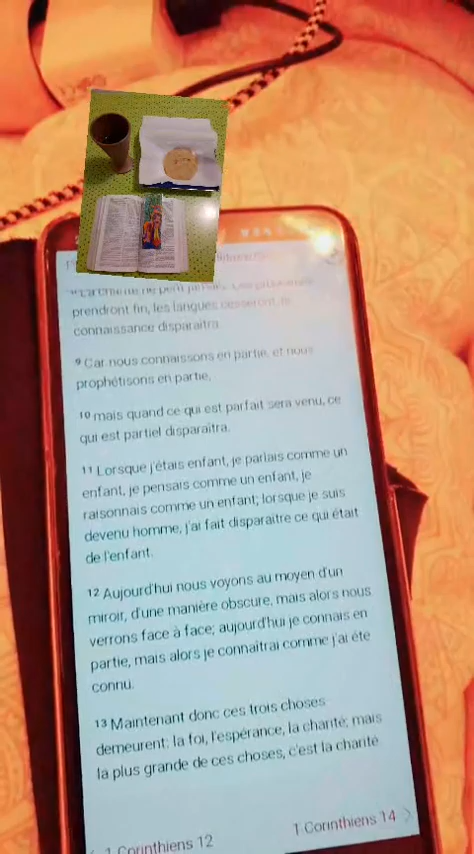 ⁸ La charité ne peut
prendront fin, les langues cesseront, la
connaissance disparaîtra.
⁹ Car nous connaissons en partie, et nous
prophétisons en partie,
¹⁰ mais quand ce qui est parfait sera venu, ce
qui est partiel disparaîtra.
¹¹ Lorsque j'étais enfant, je parlais comme un
enfant, je pensais comme un enfant, je
raisonnais comme un enfant; lorsque je suis
devenu homme, j'ai fait disparaître ce qui était
de l'enfant.
¹² Aujourd'hui nous voyons au moyen d'un
miroir, d'une manière obscure, mais alors nous
verrons face à face; aujourd'hui je connais en
partie, mais alors je connaîtrai comme j'ai été
connu.
¹³ Maintenant donc ces trois choses
demeurent: la foi, l'espérance, la charité; mais
la plus grande de ces choses, c'est la charité
1 Corinthiens 12
1 Corinthiens 14